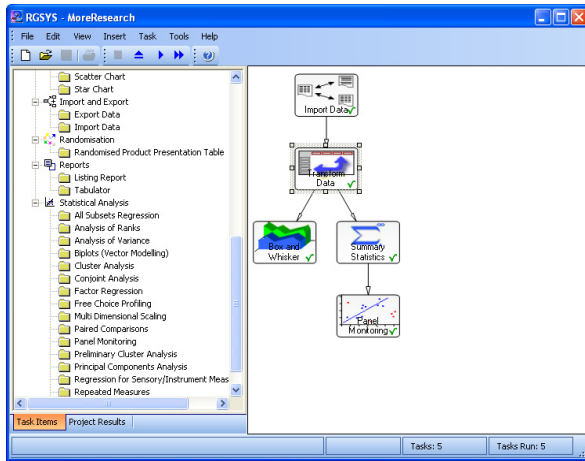 RGSYS - MoreResearch
File Edit View Insert Task Tools Help
Scatter Chart
Star Chart
Import and Export
Export Data
Import Data
Randomisation
Randomised Product Presentation Table
Reports
Listing Report
Tabulator
Statistical Analysis
All Subsets Regression
Analysis of Ranks
Analysis of Variance
Biplots (Vector Modelling)
Cluster Analysis
Conjoint Analysis
Factor Regression
Free Choice Profiling
Multi Dimensional Scaling
Paired Comparisons
Panel Monitoring
Preliminary Cluster Analysis
Principal Components Analysis
Regression for Sensory/Instrument Meas
Repeated Measures
Task Items Project Results
Import Data
Transform
Data
Box and
Whisker
Summary
Statistics
Panel
Monitoring
Tasks: 5 Tasks Run: 5